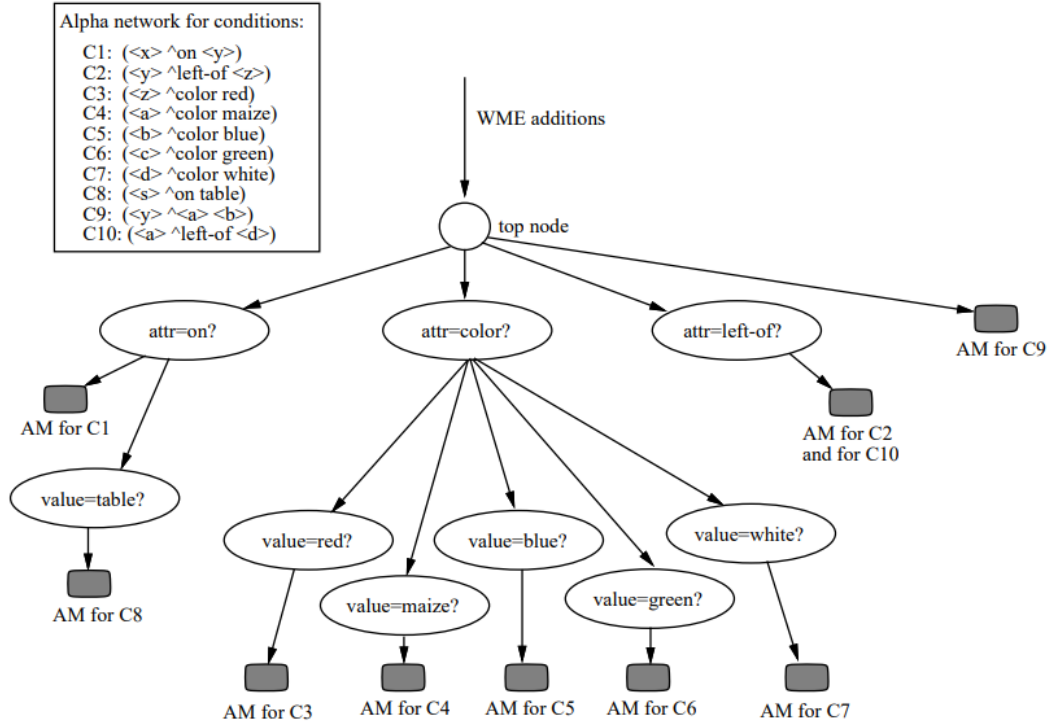 Alpha network for conditions:
C1: (<x> ^on <y>)
C2: (<y> ^left-of <z>)
C3: (<z> ^color red)
C4: (<a> ^color maize)
C5: (<b> ^color blue)
C6: (<c> ^color green)
C7: (<d> ^color white)
C8: (<s> ^on table)
C9: (<y> ^<a> <b>)
C10: (<a> ^left-of <d>)
WME additions
top node
attr=on?
attr=color?
attr=left-of?
AM for C9
AM for C1
AM for C2
and for C10
value=table?
value=red?
value=blue?
value=white?
AM for C8
value=maize?
value=green?
AM for C3
AM for C4
AM for C5
AM for C6
AM for C7